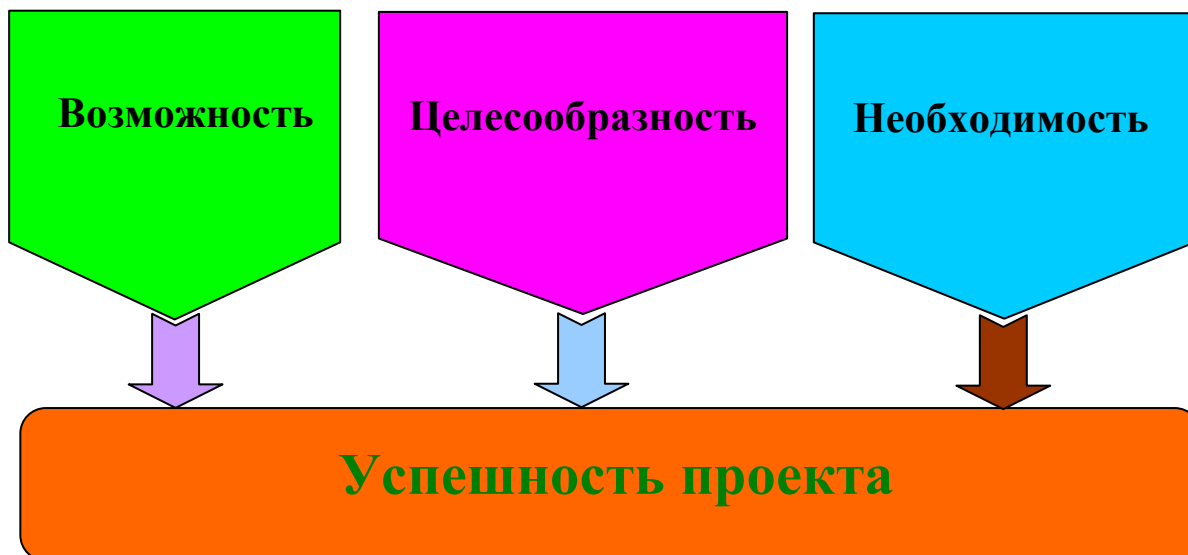 Возможность
Целесообразность
Необходимость
Успешность проекта